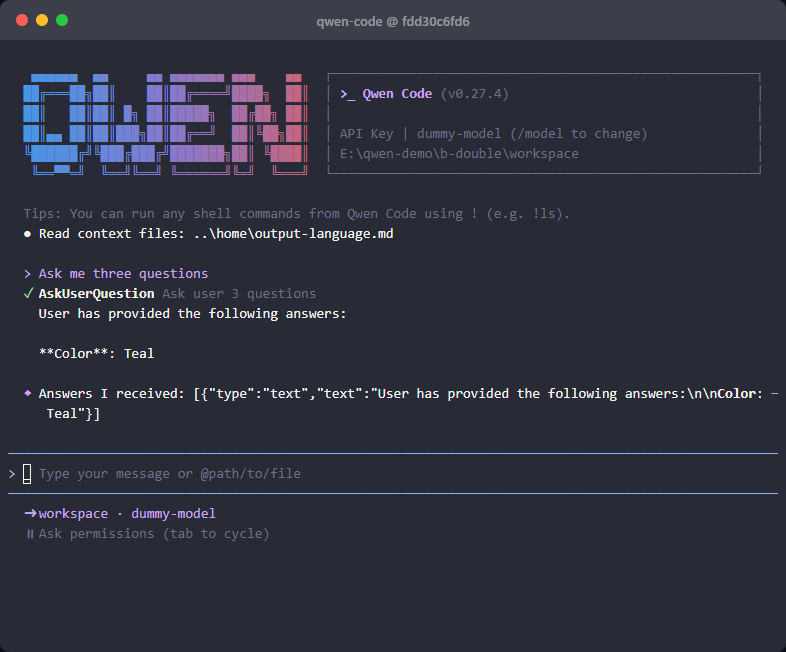 qwen-code @ fdd30c6fd6
QWEN
>_ Qwen Code (v0.27.4)
API Key | dummy-model (/model to change)
E:\qwen-demo\b-double\workspace
Tips: You can run any shell commands from Qwen Code using ! (e.g. !ls).
● Read context files: ..\home\output-language.md
> Ask me three questions
✓ AskUserQuestion Ask user 3 questions
User has provided the following answers:
**Color**: Teal
◆ Answers I received: [{"type":"text","text":"User has provided the following answers:\n\nColor: –
Teal"}]
> Type your message or @path/to/file
➜workspace · dummy-model
⏸Ask permissions (tab to cycle)